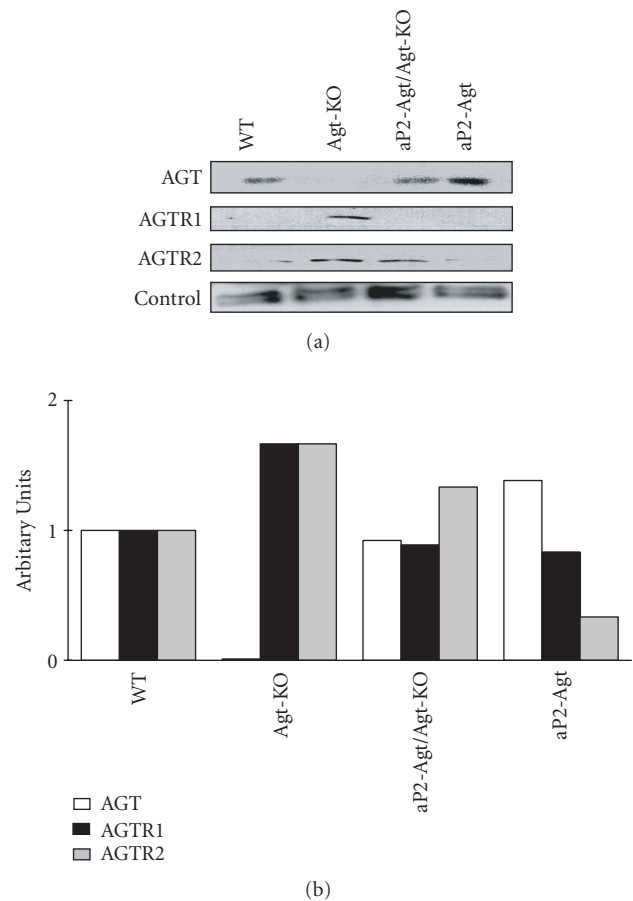 WT
Agt-KO
aP2-Agt/Agt-KO
aP2-Agt
AGT
AGTR1
AGTR2
Control
(a)
2
1
0
Arbitary Units
WT
Agt-KO
aP2-Agt/Agt-KO
aP2-Agt
AGT
AGTR1
AGTR2
(b)